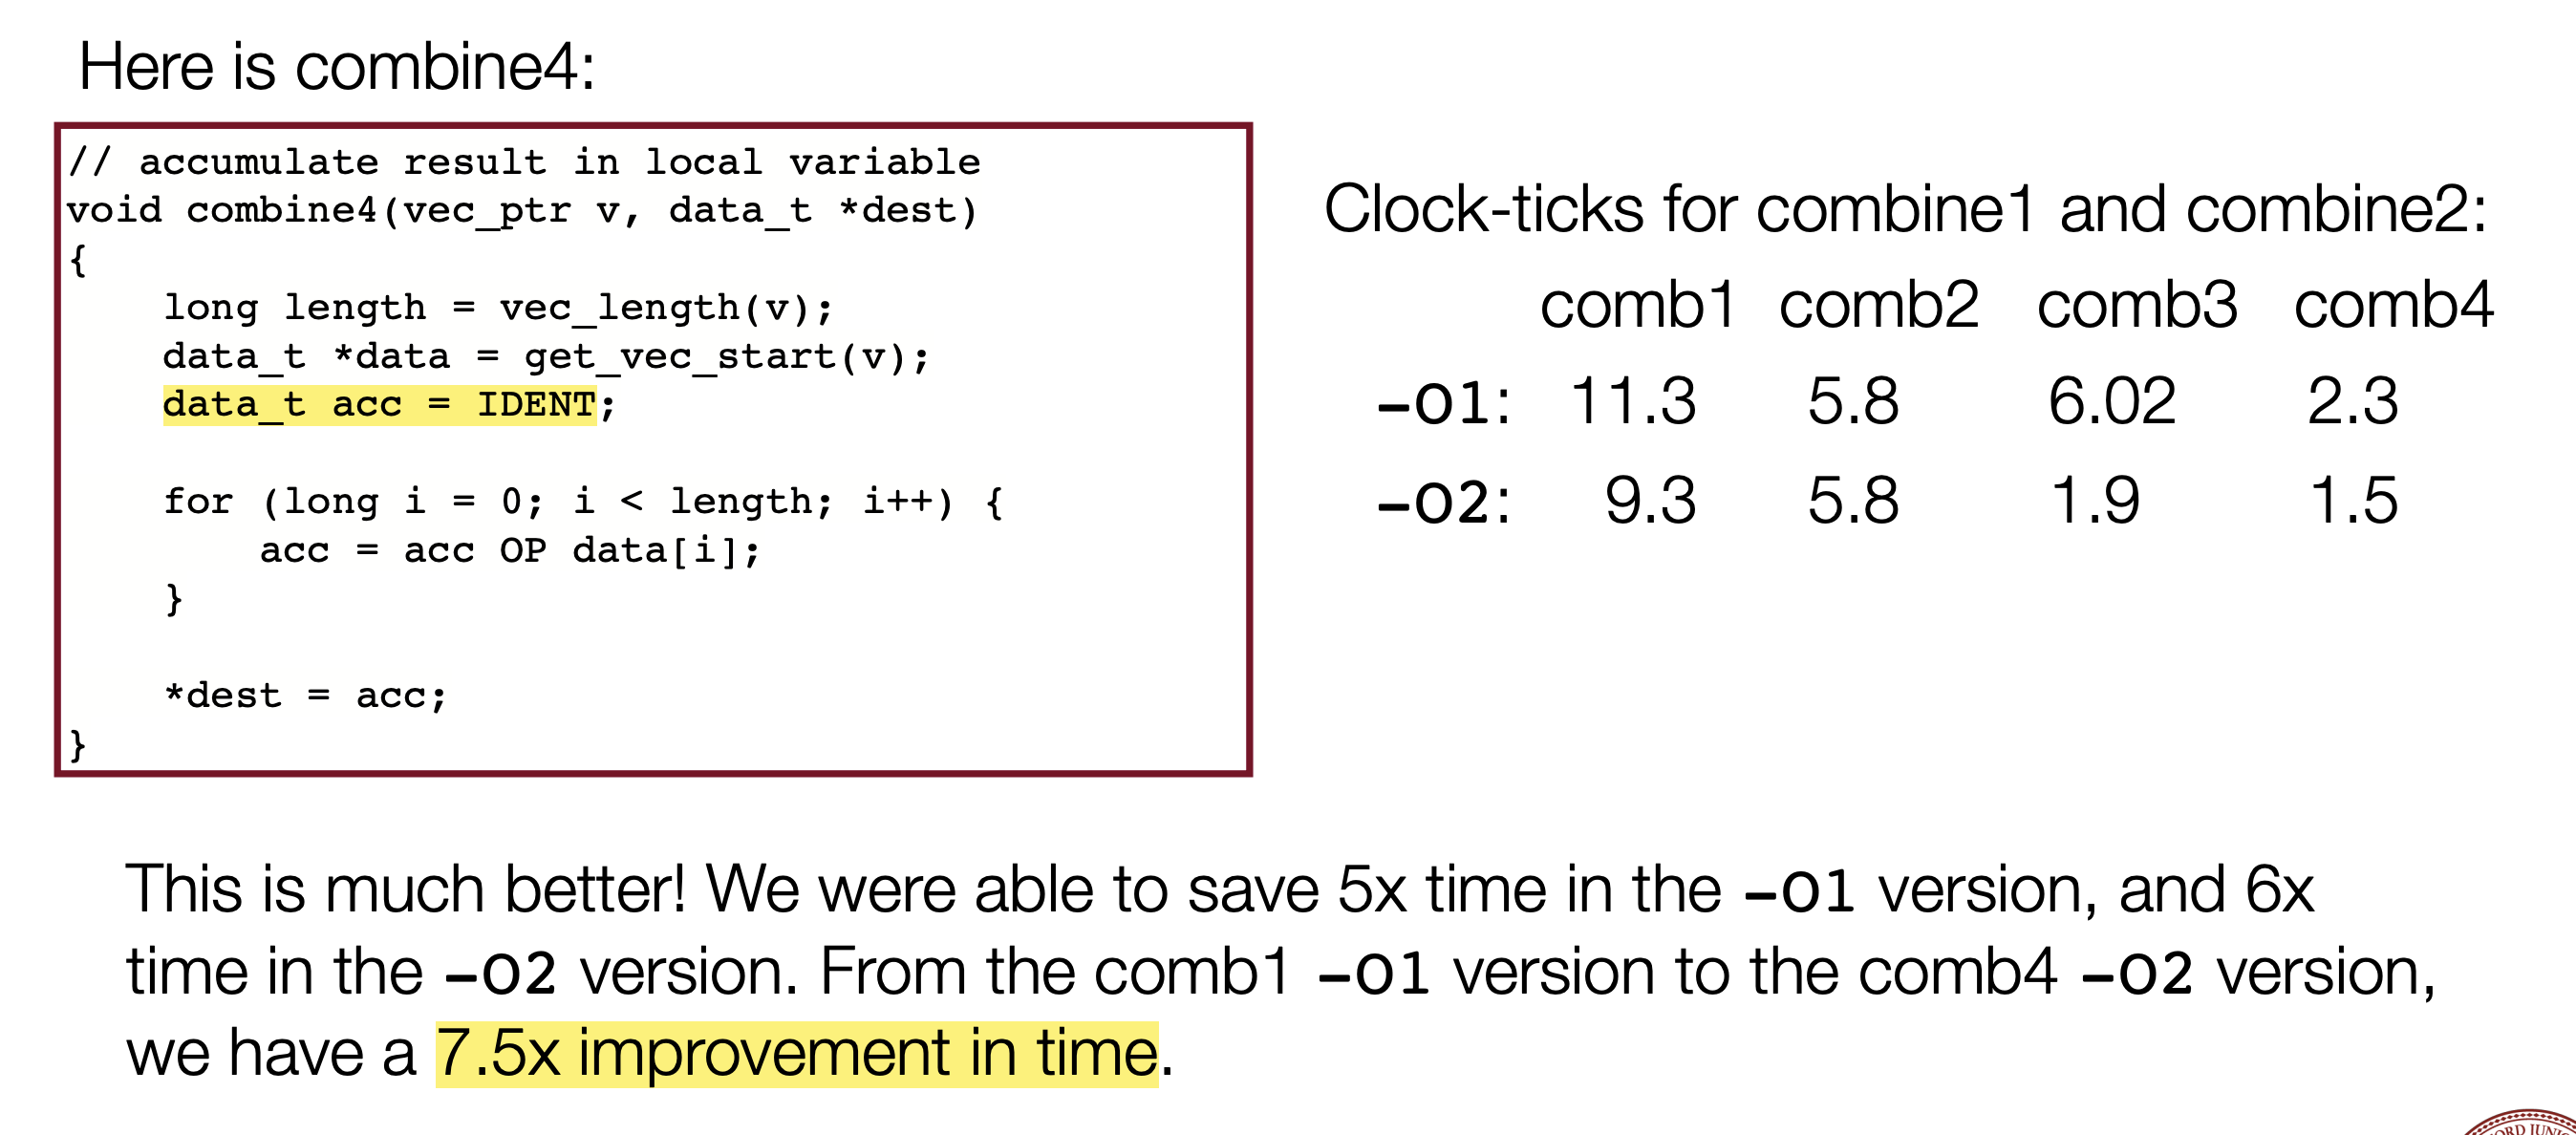 Here is combine4:
// accumulate result in local variable
void combine4(vec_ptr v, data_t *dest)
{
    long length = vec_length(v);
    data_t *data = get_vec_start(v);
    data_t acc = IDENT;
    for (long i = 0; i < length; i++) {
        acc = acc OP data[i];
    }
    *dest = acc;
}
Clock-ticks for combine1 and combine2:
comb1 comb2 comb3 comb4
-O1: 11.3 5.8 6.02 2.3
-O2: 9.3 5.8 1.9 1.5
This is much better! We were able to save 5x time in the -O1 version, and 6x
time in the -O2 version. From the comb1 -O1 version to the comb4 -O2 version,
we have a 7.5x improvement in time.